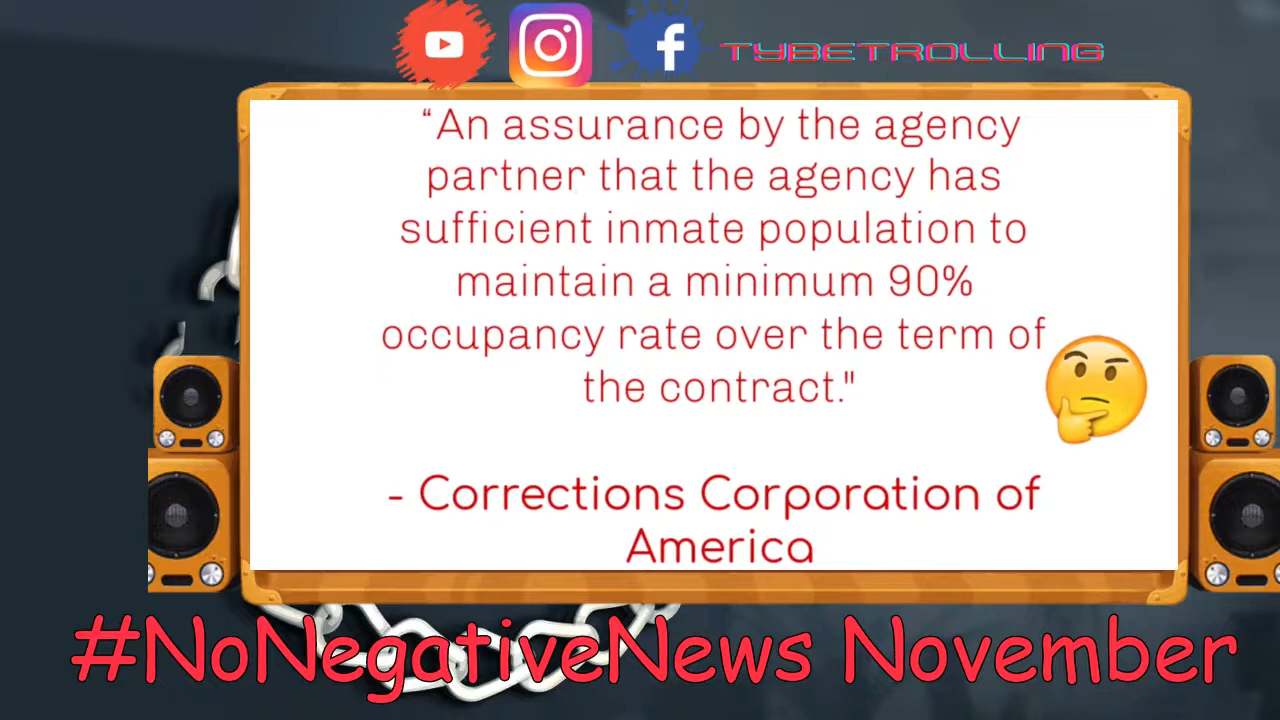 TYBETROLLING
“An assurance by the agency
partner that the agency has
sufficient inmate population to
maintain a minimum 90%
occupancy rate over the term of
the contract."
- Corrections Corporation of
America
#NoNegativeNews November